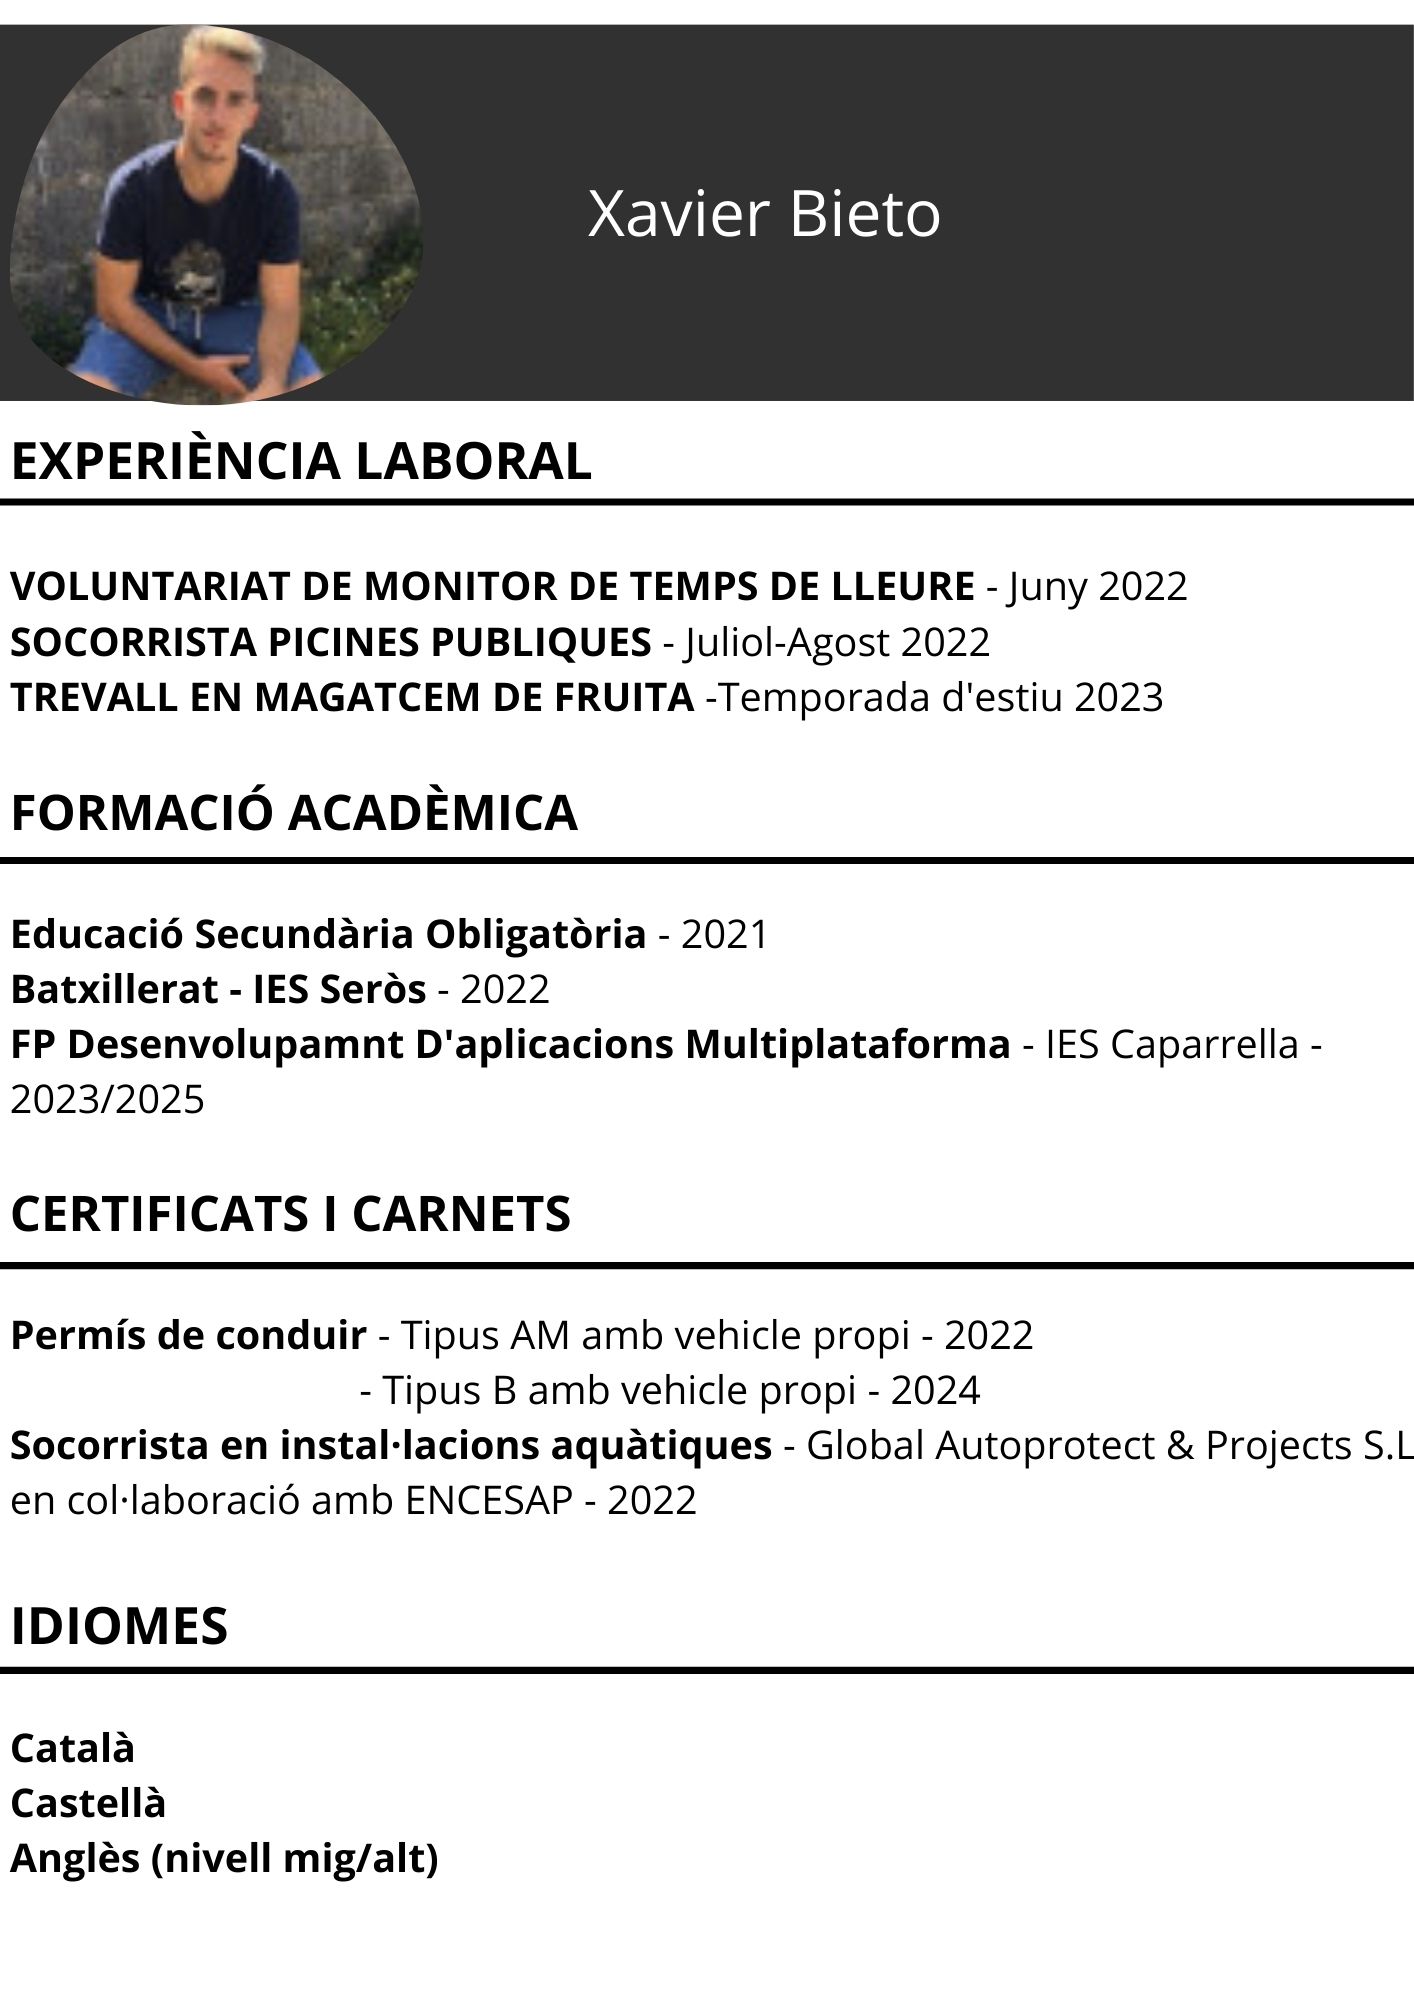 Xavier Bieto
EXPERIÈNCIA LABORAL
VOLUNTARIAT DE MONITOR DE TEMPS DE LLEURE - Juny 2022
SOCORRISTA PICINES PUBLIQUES - Juliol-Agost 2022
TREVALL EN MAGATCEM DE FRUITA -Temporada d'estiu 2023
FORMACIÓ ACADÈMICA
Educació Secundària Obligatòria - 2021
Batxillerat - IES Seròs - 2022
FP Desenvolupamnt D'aplicacions Multiplataforma - IES Caparrella -
2023/2025
CERTIFICATS I CARNETS
Permís de conduir - Tipus AM amb vehicle propi - 2022
- Tipus B amb vehicle propi - 2024
Socorrista en instal·lacions aquàtiques - Global Autoprotect & Projects S.L
en col·laboració amb ENCESAP - 2022
IDIOMES
Català
Castellà
Anglès (nivell mig/alt)